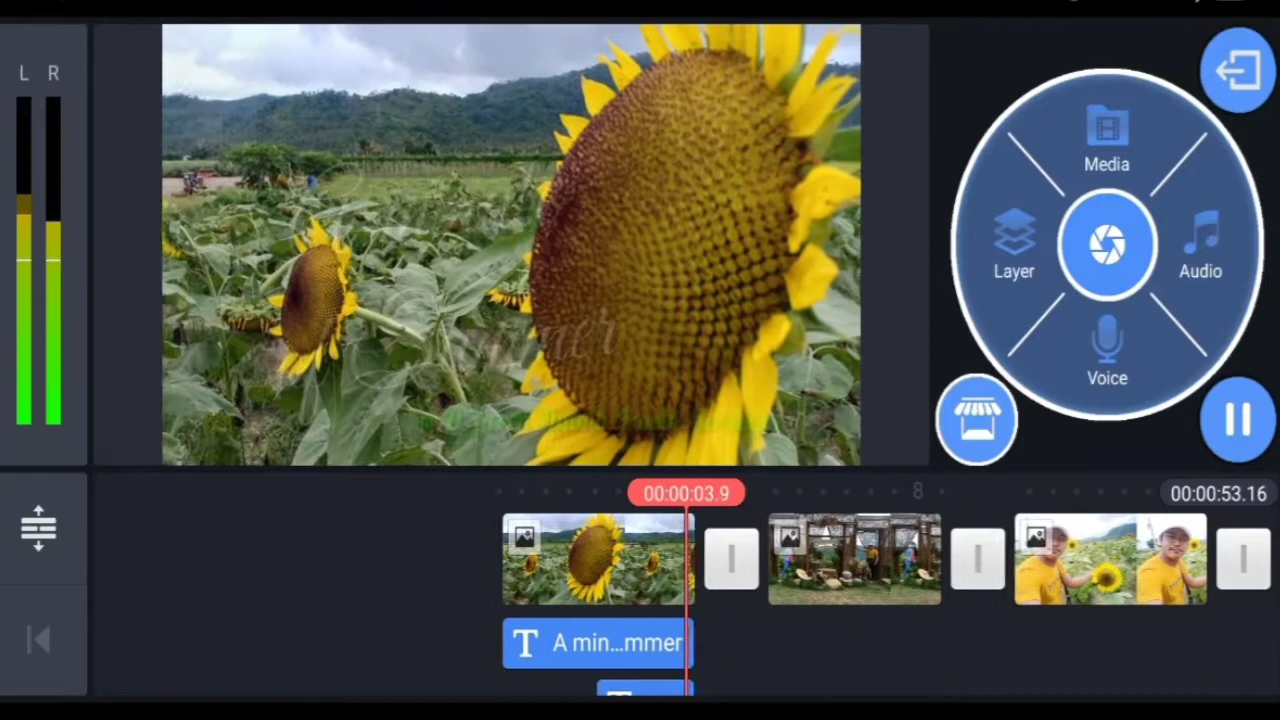 L R
Media
Layer
Audio
Voice
00:00:03.9
8
00:00:53.16
A min...mmer